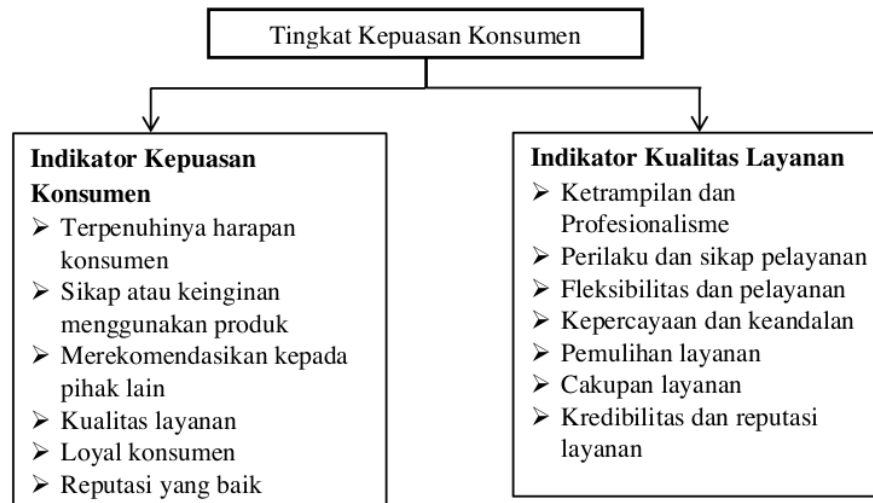 Tingkat Kepuasan Konsumen
Indikator Kepuasan
Konsumen
➢ Terpenuhinya harapan
konsumen
➢ Sikap atau keinginan
menggunakan produk
➢ Merekomendasikan kepada
pihak lain
➢ Kualitas layanan
➢ Loyal konsumen
➢ Reputasi yang baik
Indikator Kualitas Layanan
➢ Ketrampilan dan
Profesionalisme
➢ Perilaku dan sikap pelayanan
➢ Fleksibilitas dan pelayanan
➢ Kepercayaan dan keandalan
➢ Pemulihan layanan
➢ Cakupan layanan
➢ Kredibilitas dan reputasi
layanan